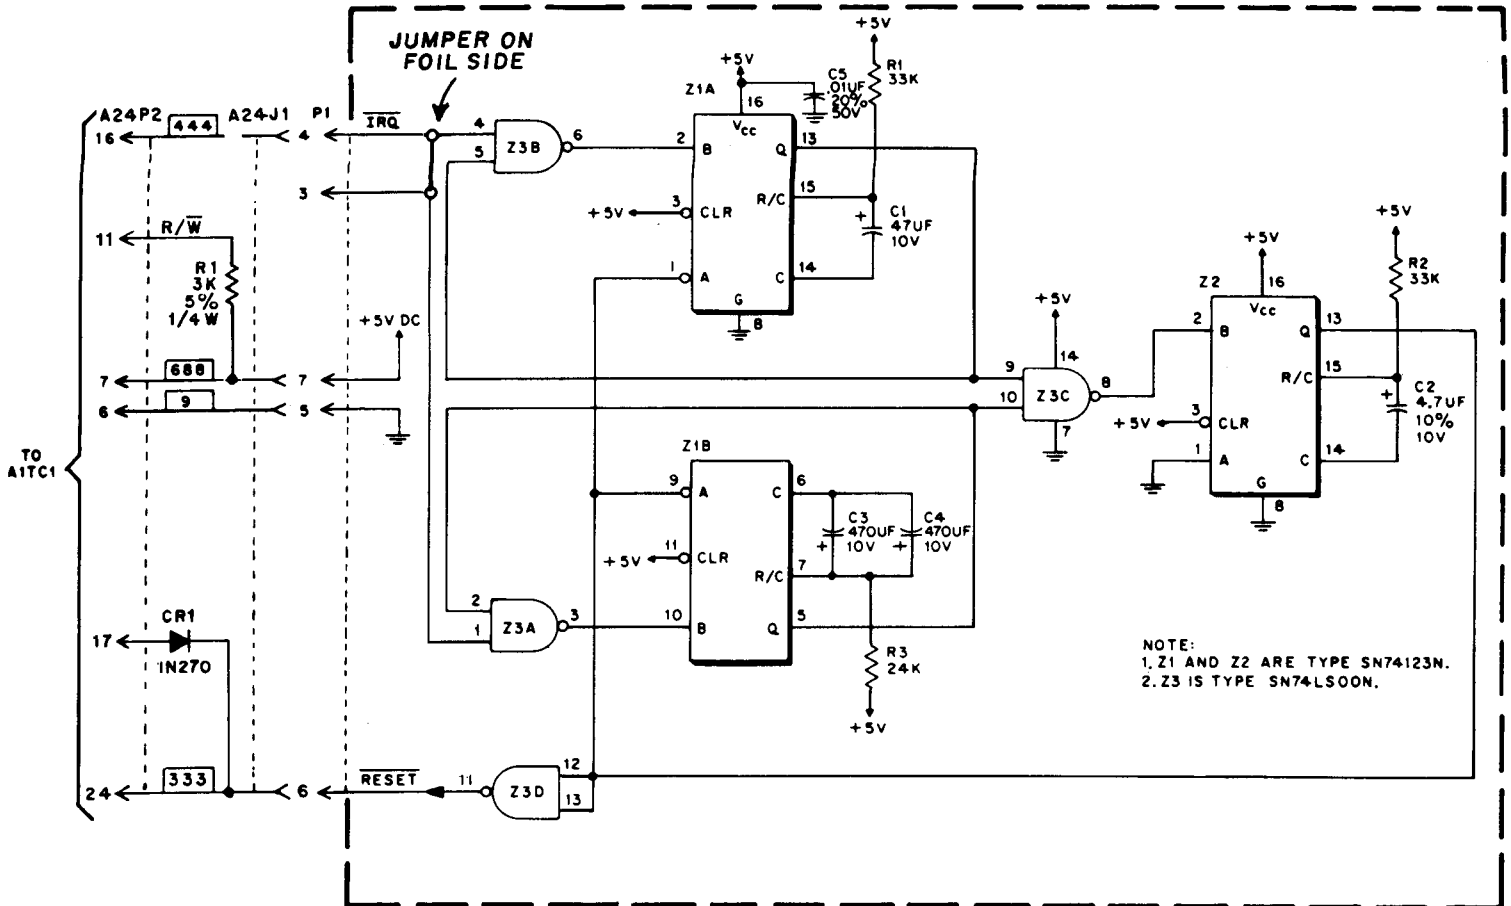 JUMPER ON
FOIL SIDE
A24P2
444
A24-J1
P1
16
4
IRQ
3
11
R/W
R1
3K
5%
1/4 W
+5V DC
7
688
7
6
9
5
TO
A1TC1
17
CR1
1N270
24
333
6
RESET
11
Z3D
12
13
4
5
Z3B
6
Z1A
+5V
16
VCC
C5
.01UF
20%
50V
+5V
R1
33K
2
B
Q
13
R/C
15
+5V
3
CLR
+
C1
47UF
10V
1
A
C
14
G
8
+5V
14
9
10
Z3C
8
7
Z1B
9
A
C
6
+5V
11
CLR
C3
470UF
10V
+
C4
470UF
10V
+
R/C
7
2
1
Z3A
3
10
B
Q
5
R3
24K
+5V
+5V
Z2
16
VCC
+5V
R2
33K
2
B
Q
13
R/C
15
+5V
3
CLR
+
C2
4.7UF
10%
10V
1
A
C
14
G
8
NOTE:
1. Z1 AND Z2 ARE TYPE SN74123N.
2. Z3 IS TYPE SN74LS00N.